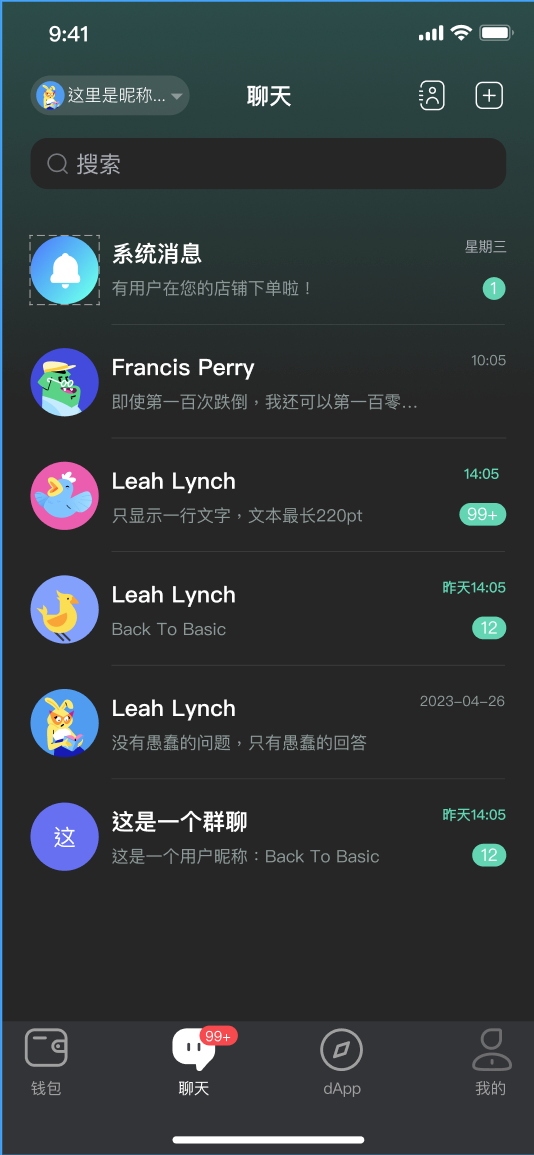 9:41
这里是昵称...
聊天
搜索
系统消息
星期三
有用户在您的店铺下单啦！
1
Francis Perry
10:05
即使第一百次跌倒，我还可以第一百零...
Leah Lynch
14:05
只显示一行文字，文本最长220pt
99+
Leah Lynch
昨天14:05
Back To Basic
12
Leah Lynch
2023-04-26
没有愚蠢的问题，只有愚蠢的回答
这
这是一个群聊
昨天14:05
这是一个用户昵称：Back To Basic
12
99+
钱包
聊天
dApp
我的